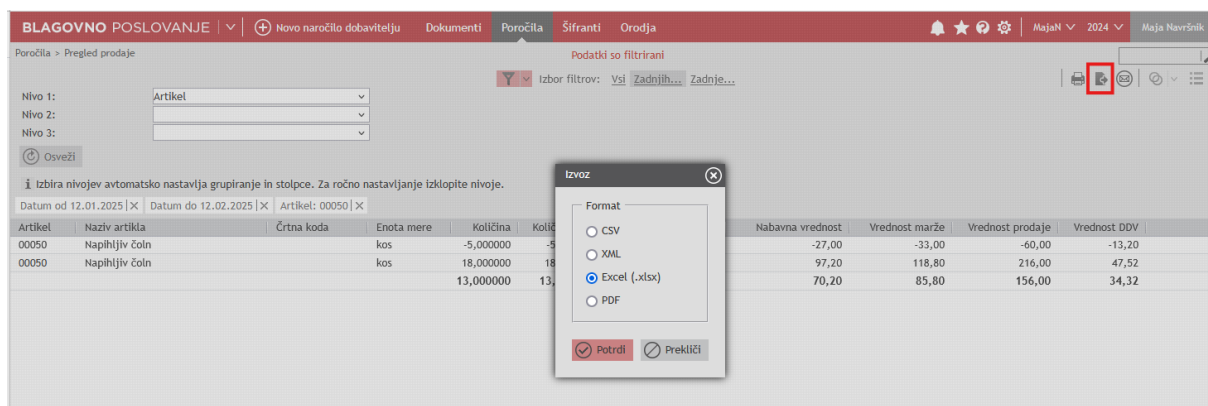 BLAGOVNO POSLOVANJE Novo naročilo dobavitelju Dokumenti Poročila Šifranti Orodja MajaN 2024 Maja Navršnik
Poročila > Pregled prodaje Podatki so filtrirani
Izbor filtrov: Vsi Zadnjih... Zadnje...
Nivo 1: Artikel
Nivo 2:
Nivo 3:
Osveži
i Izbira nivojev avtomatsko nastavlja grupiranje in stolpce. Za ročno nastavljanje izklopite nivoje.
Datum od 12.01.2025 | X Datum do 12.02.2025 | X Artikel: 00050 | X
Artikel Naziv artikla Črtna koda Enota mere Količina Nabavna vrednost Vrednost marže Vrednost prodaje Vrednost DDV
00050 Napihljiv čoln kos -5,000000 -27,00 -33,00 -60,00 -13,20
00050 Napihljiv čoln kos 18,000000 97,20 118,80 216,00 47,52
13,000000 70,20 85,80 156,00 34,32
Izvoz
Format
CSV
XML
Excel (.xlsx)
PDF
Potrdi Prekliči